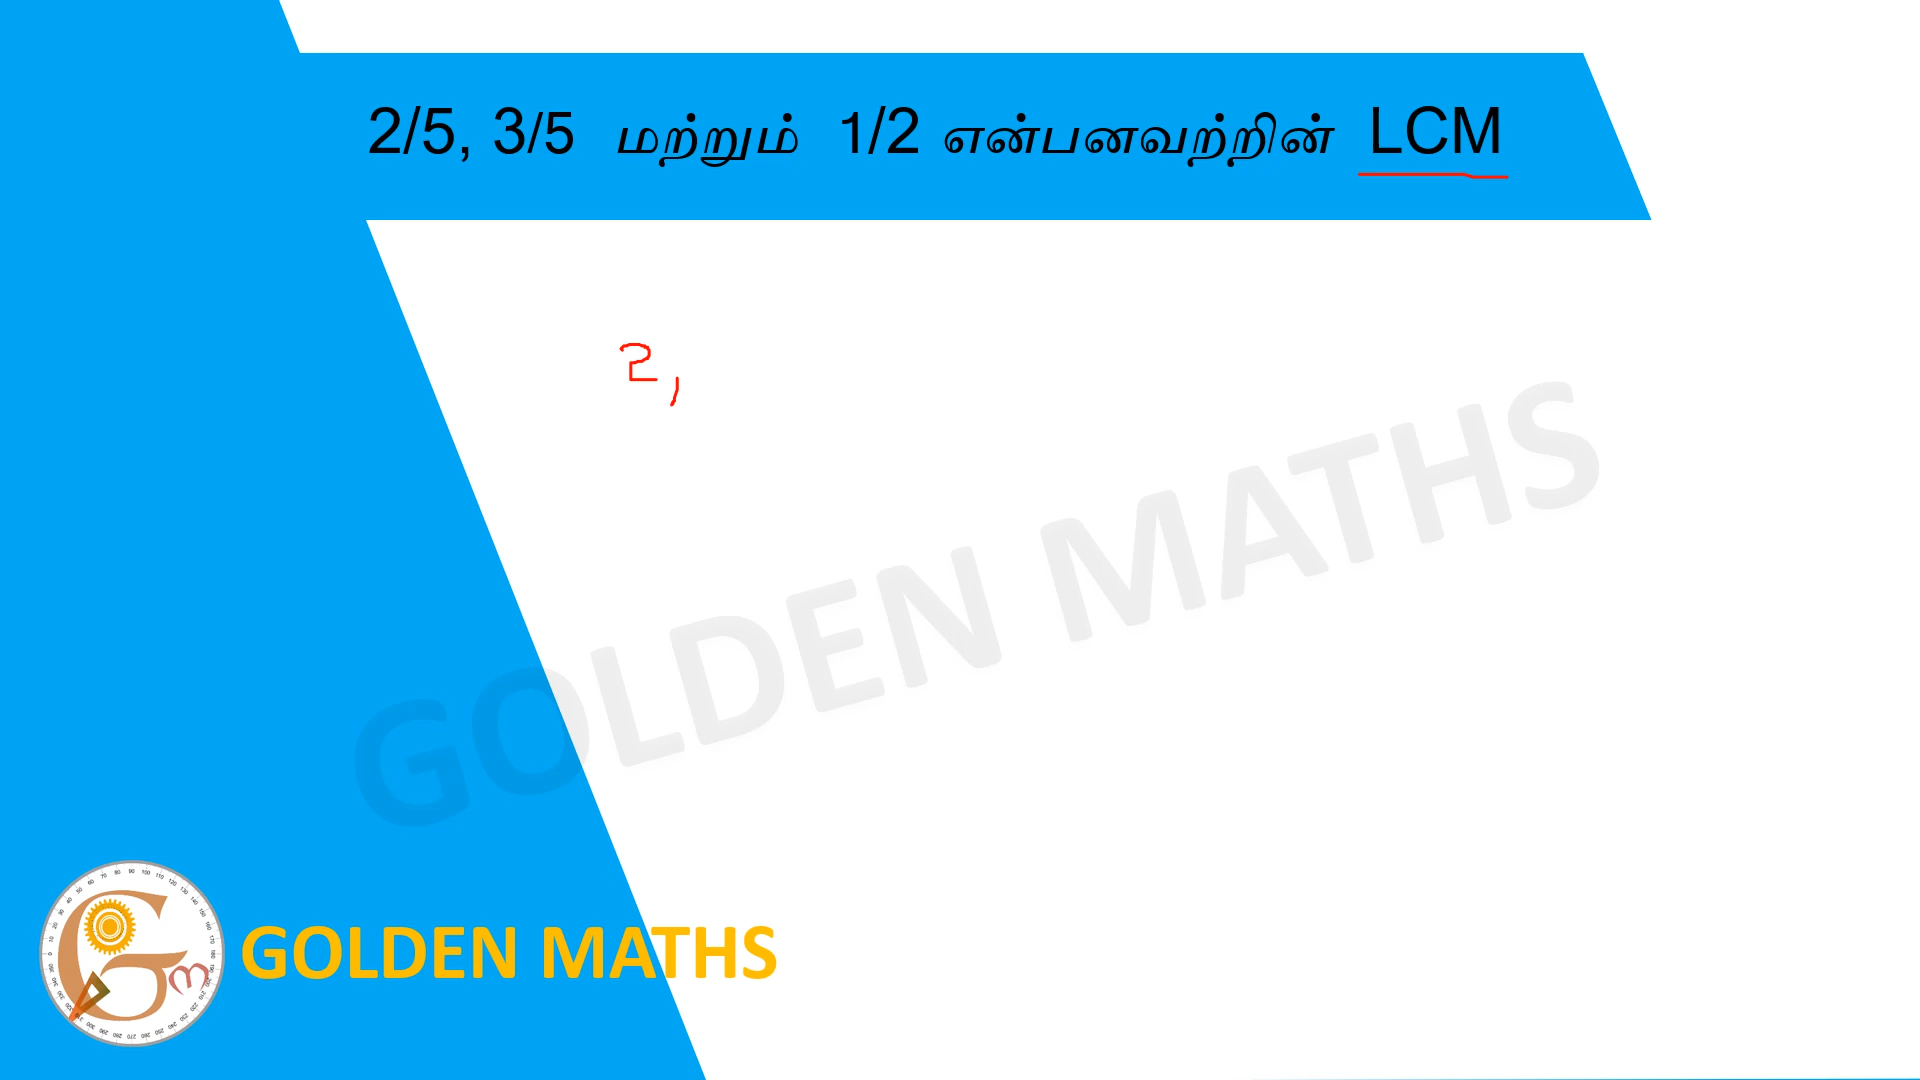 2/5, 3/5 மற்றும் 1/2 என்பனவற்றின் LCM
2,
GOLDEN MATHS
GOLDEN MATHS